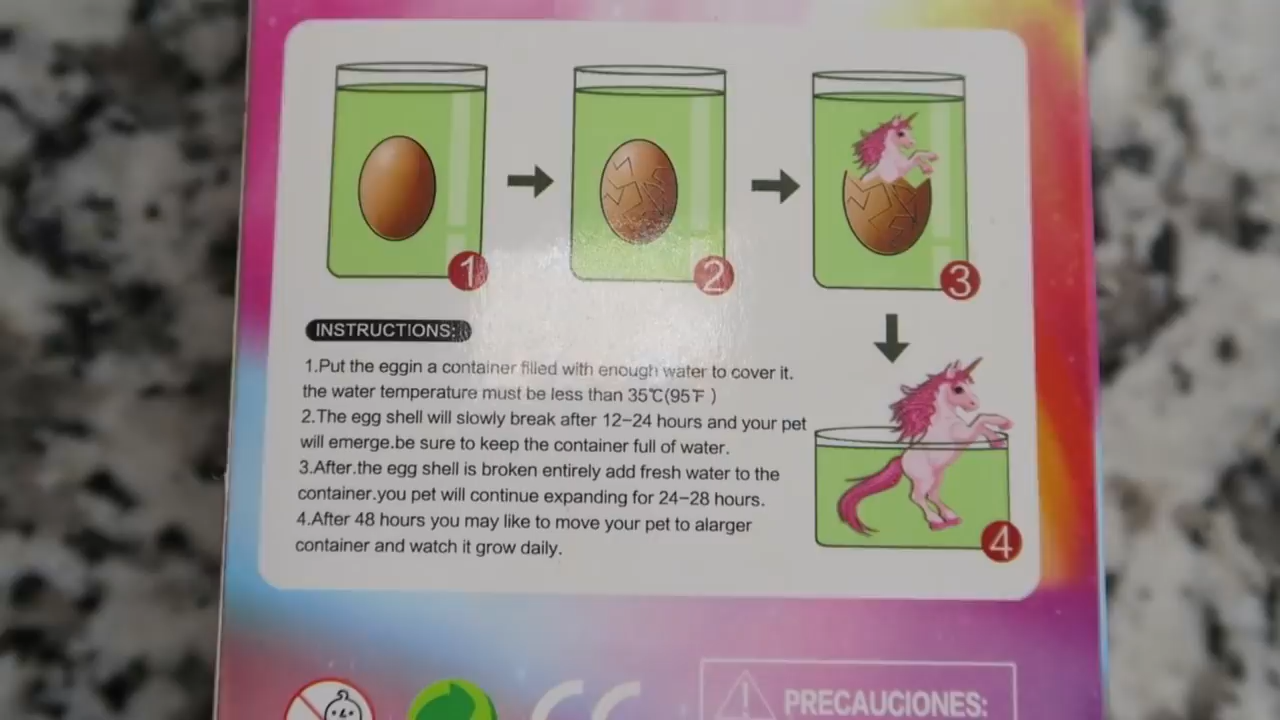 1
2
3
INSTRUCTIONS:
1.Put the eggin a container filled with enough water to cover it.
the water temperature must be less than 35℃(95℉ )
2.The egg shell will slowly break after 12-24 hours and your pet
will emerge.be sure to keep the container full of water.
3.After.the egg shell is broken entirely add fresh water to the
container.you pet will continue expanding for 24-28 hours.
4.After 48 hours you may like to move your pet to alarger
container and watch it grow daily.
4
CE
PRECAUCIONES: